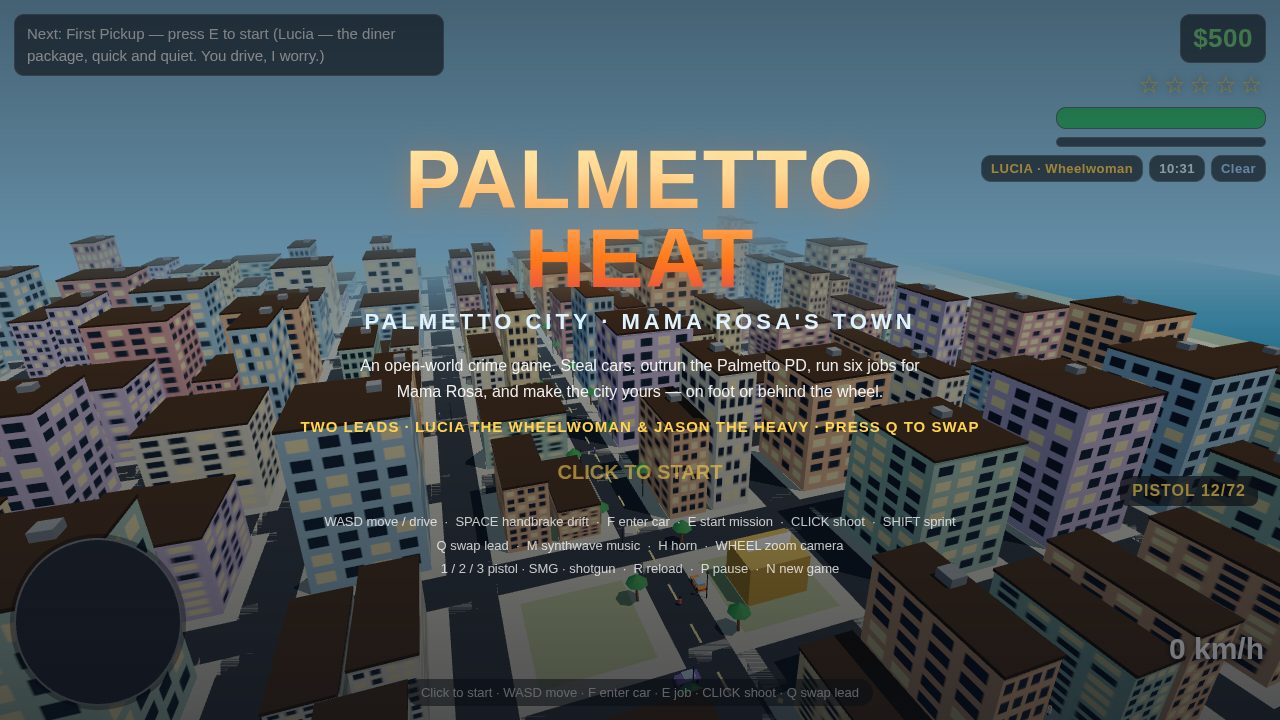 Next: First Pickup — press E to start (Lucia — the diner
package, quick and quiet. You drive, I worry.)
$500
LUCIA · Wheelwoman
10:31
Clear
PALMETTO
HEAT
PALMETTO CITY · MAMA ROSA'S TOWN
An open-world crime game. Steal cars, outrun the Palmetto PD, run six jobs for
Mama Rosa, and make the city yours — on foot or behind the wheel.
TWO LEADS · LUCIA THE WHEELWOMAN & JASON THE HEAVY · PRESS Q TO SWAP
CLICK TO START
PISTOL 12/72
WASD move / drive · SPACE handbrake drift · F enter car · E start mission · CLICK shoot · SHIFT sprint
Q swap lead · M synthwave music · H horn · WHEEL zoom camera
1 / 2 / 3 pistol · SMG · shotgun · R reload · P pause · N new game
0 km/h
Click to start · WASD move · F enter car · E job · CLICK shoot · Q swap lead